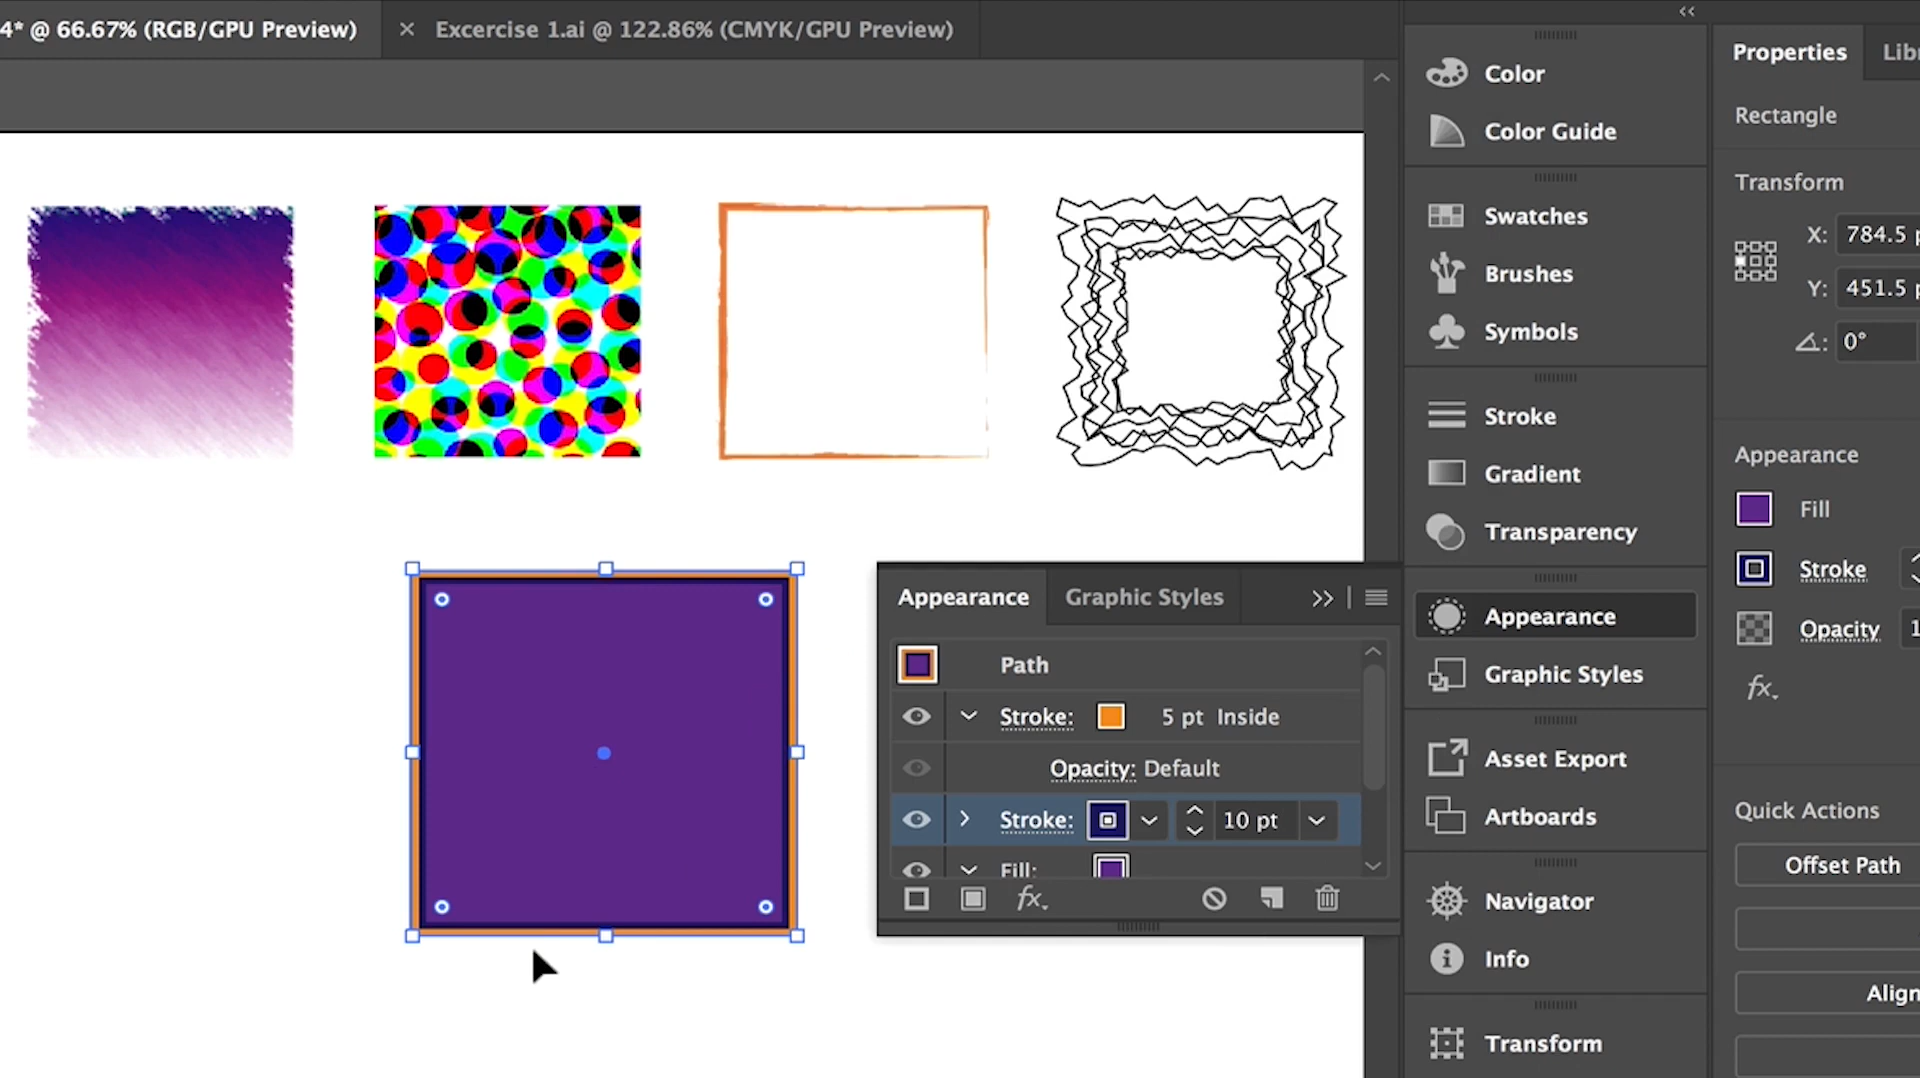 4* @ 66.67% (RGB/GPU Preview)
× Excercise 1.ai @ 122.86% (CMYK/GPU Preview)
Color
Color Guide
Swatches
Brushes
Symbols
Stroke
Gradient
Transparency
Appearance
Graphic Styles
Asset Export
Artboards
Navigator
Info
Transform
Properties
Rectangle
Transform
X: 784.5
Y: 451.5
0°
Appearance
Fill
Stroke
Opacity
fx.
Quick Actions
Offset Path
Align
Appearance Graphic Styles
Path
Stroke: 5 pt Inside
Opacity: Default
Stroke: 10 pt
Fill:
fx.